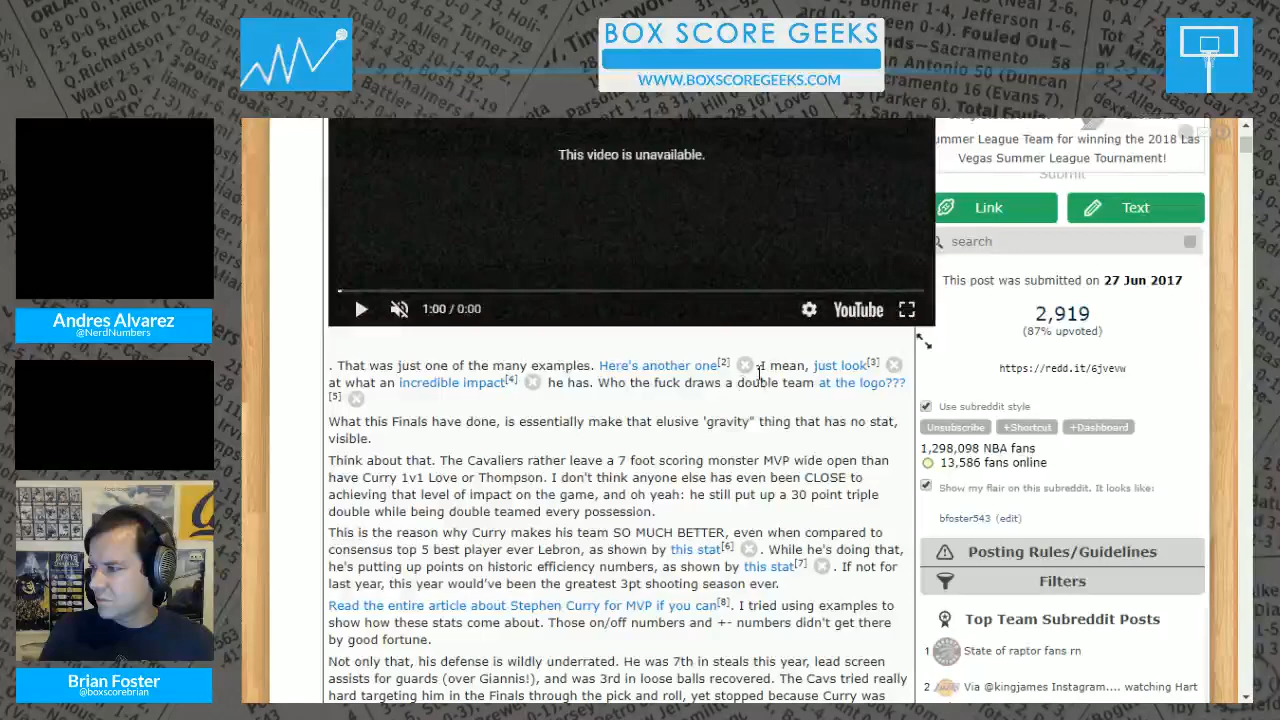 BOX SCORE GEEKS
WWW.BOXSCOREGEEKS.COM
Andres Alvarez
@NerdNumbers
Brian Foster
@boxscorebrian
This video is unavailable.
1:00 / 0:00
YouTube
. That was just one of the many examples. Here's another one[2] I mean, just look[3]
at what an incredible impact[4] he has. Who the fuck draws a double team at the logo???
[5]
What this Finals have done, is essentially make that elusive 'gravity" thing that has no stat,
visible.
Think about that. The Cavaliers rather leave a 7 foot scoring monster MVP wide open than
have Curry 1v1 Love or Thompson. I don't think anyone else has even been CLOSE to
achieving that level of impact on the game, and oh yeah: he still put up a 30 point triple
double while being double teamed every possession.
This is the reason why Curry makes his team SO MUCH BETTER, even when compared to
consensus top 5 best player ever Lebron, as shown by this stat[6] . While he's doing that,
he's putting up points on historic efficiency numbers, as shown by this stat[7] . If not for
last year, this year would've been the greatest 3pt shooting season ever.
Read the entire article about Stephen Curry for MVP if you can[8]. I tried using examples to
show how these stats come about. Those on/off numbers and +- numbers didn't get there
by good fortune.
Not only that, his defense is wildly underrated. He was 7th in steals this year, lead screen
assists for guards (over Giannis!), and was 3rd in loose balls recovered. The Cavs tried really
hard targeting him in the Finals through the pick and roll, yet stopped because Curry was
ummer League Team for winning the 2018 Las
Vegas Summer League Tournament!
Submit
Link
Text
search
This post was submitted on 27 Jun 2017
2,919
(87% upvoted)
https://redd.it/6jvevw
Use subreddit style
Unsubscribe +Shortcut +Dashboard
1,298,098 NBA fans
13,586 fans online
Show my flair on this subreddit. It looks like:
bfoster543 (edit)
Posting Rules/Guidelines
Filters
Top Team Subreddit Posts
1 State of raptor fans rn
2 Via @kingjames Instagram.... watching Hart